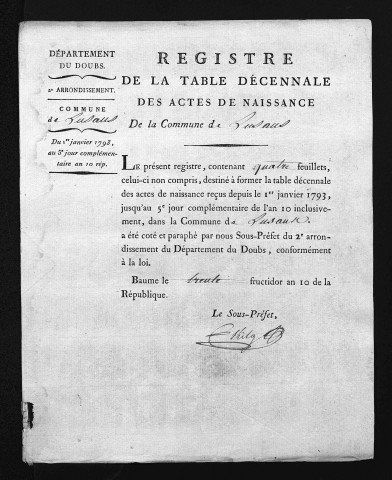 DÉPARTEMENT
DU DOUBS.
2e ARRONDISSEMENT.
COMMUNE
de Lusans
Du 1er janvier 1793,
au 5e jour complémen-
taire an 10 rép.
REGISTRE
DE LA TABLE DÉCENNALE
DES ACTES DE NAISSANCE
De la Commune de Lusans
LE présent registre, contenant quatre feuillets,
celui-ci non compris, destiné à former la table décennale
des actes de naissance reçus depuis le 1er janvier 1793,
jusqu'au 5e jour complémentaire de l'an 10 inclusive-
ment, dans la Commune de Lusans
a été coté et paraphé par nous Sous-Préfet du 2e arron-
dissement du Département du Doubs, conformément
à la loi.
Baume le trente fructidor an 10 de la
République.
Le Sous-Préfet,